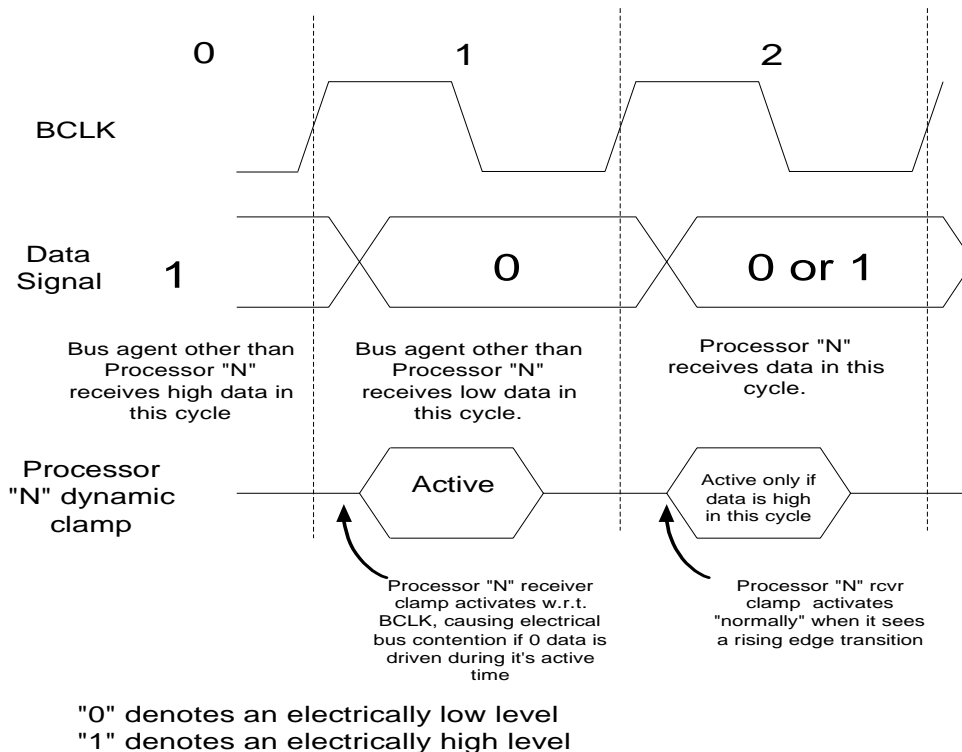 0
1
2
BCLK
Data
Signal
1
0
0 or 1
Bus agent other than
Processor "N"
receives high data in
this cycle
Bus agent other than
Processor "N"
receives low data in
this cycle.
Processor "N"
receives data in this
cycle.
Processor
"N" dynamic
clamp
Active
Active only if
data is high
in this cycle
Processor "N" receiver
clamp activates w.r.t.
BCLK, causing electrical
bus contention if 0 data is
driven during it's active
time
Processor "N" rcvr
clamp activates
"normally" when it sees
a rising edge transition
"0" denotes an electrically low level
"1" denotes an electrically high level